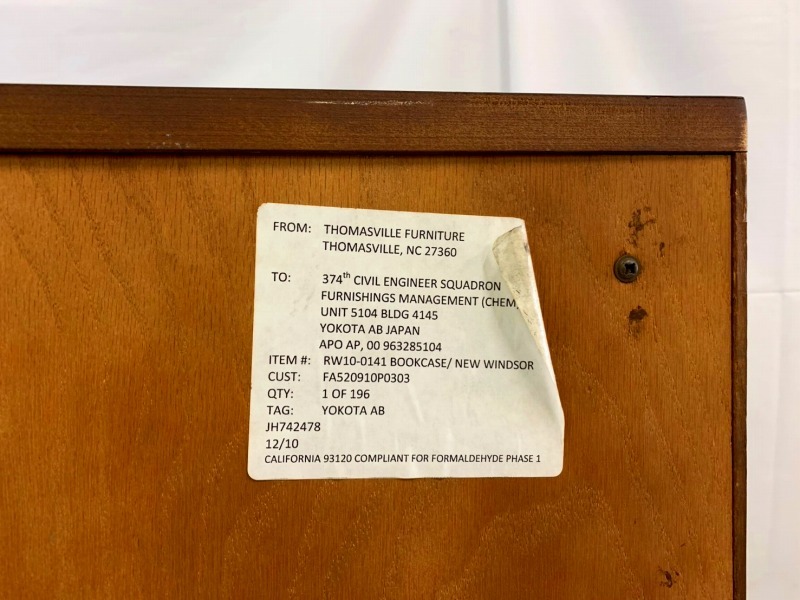 FROM: THOMASVILLE FURNITURE
THOMASVILLE, NC 27360
TO: 374th CIVIL ENGINEER SQUADRON
FURNISHINGS MANAGEMENT (CHEM)
UNIT 5104 BLDG 4145
YOKOTA AB JAPAN
APO AP, 00 963285104
ITEM #: RW10-0141 BOOKCASE/ NEW WINDSOR
CUST: FA520910P0303
QTY: 1 OF 196
TAG: YOKOTA AB
JH742478
12/10
CALIFORNIA 93120 COMPLIANT FOR FORMALDEHYDE PHASE 1